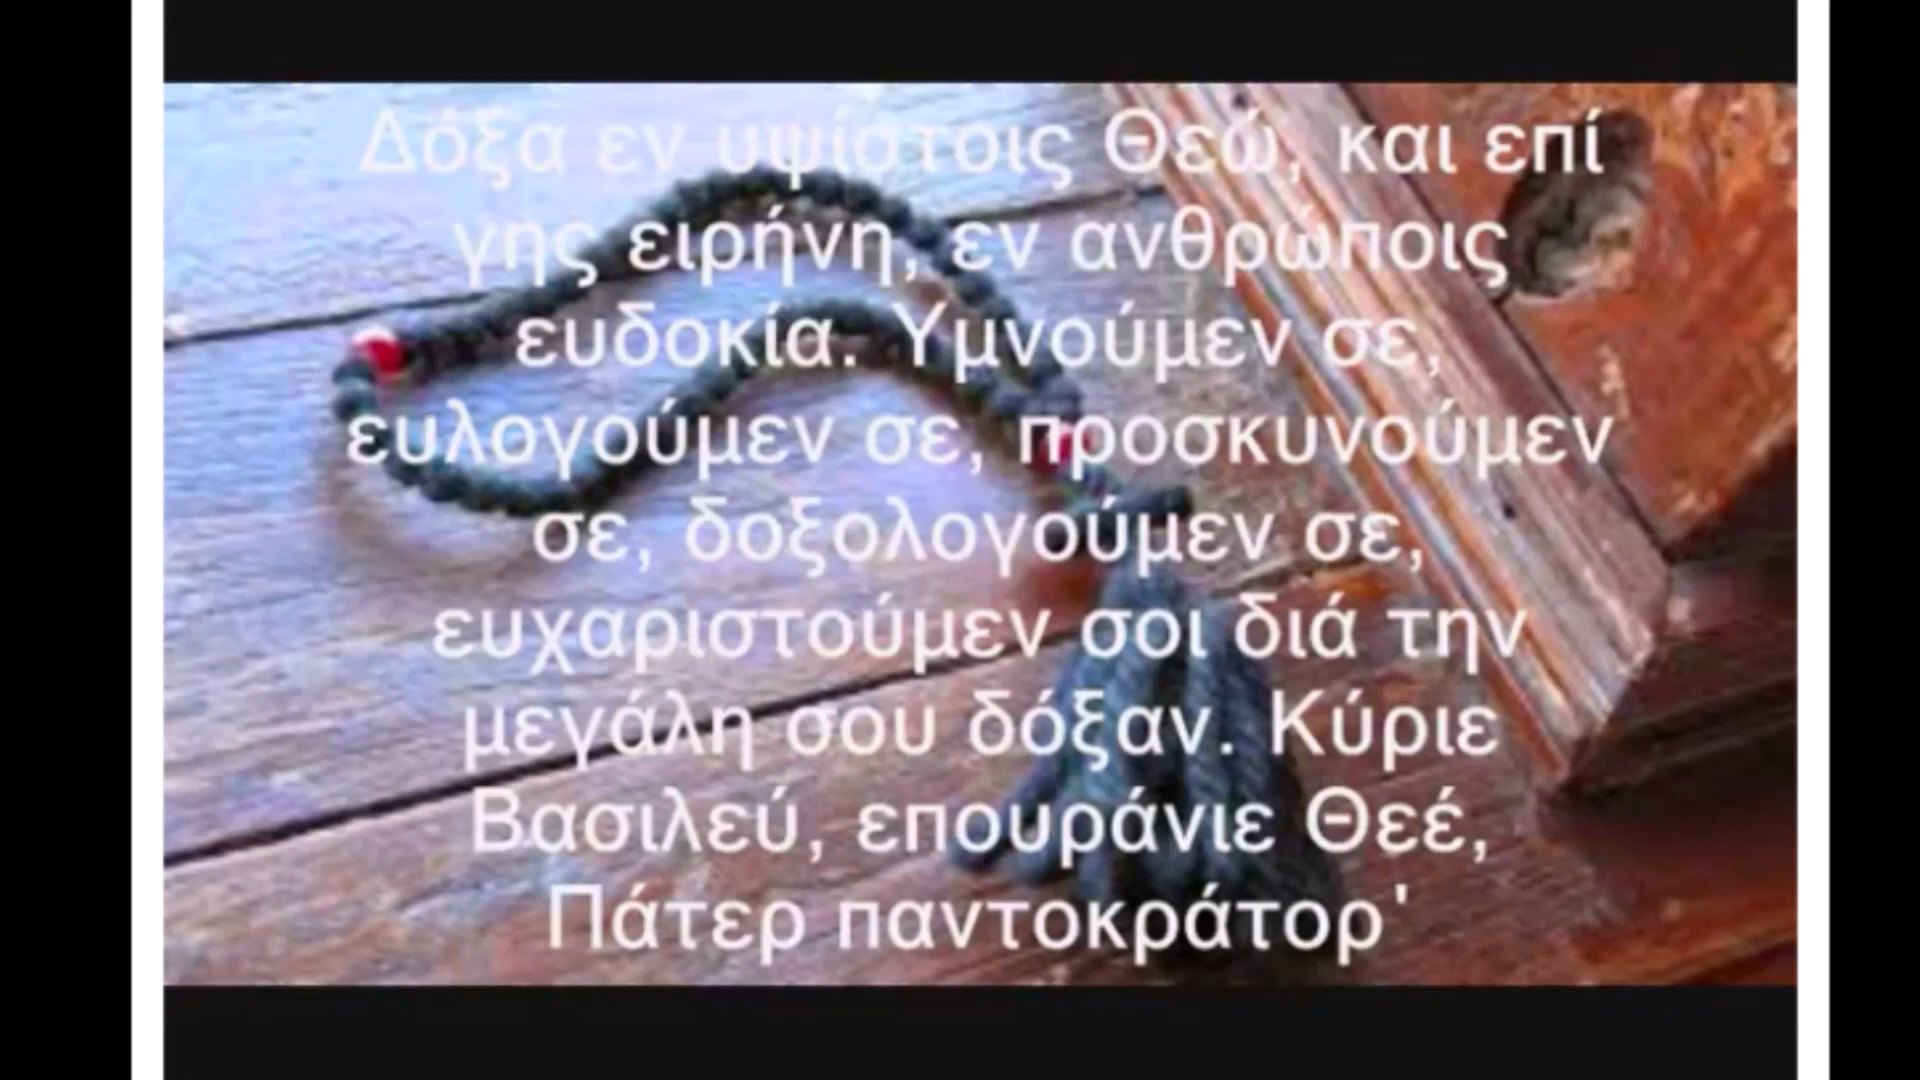 Δόξα εν υψίστοις Θεώ, και επί
γης ειρήνη, εν ανθρώποις
ευδοκία. Υμνούμεν σε,
ευλογούμεν σε, προσκυνούμεν
σε, δοξολογούμεν σε,
ευχαριστούμεν σοι διά την
μεγάλη σου δόξαν. Κύριε
Βασιλεύ, επουράνιε Θεέ,
Πάτερ παντοκράτορ'